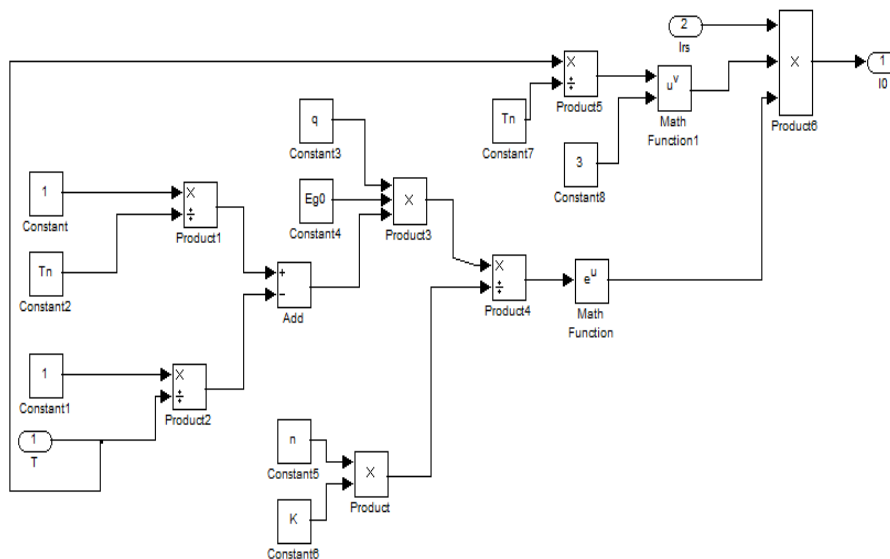 2
Irs
×
÷
Product5
u^v
Math
Function1
×
Product6
1
I0
Tn
Constant7
3
Constant8
q
Constant3
Eg0
Constant4
×
Product3
1
Constant
×
÷
Product1
Tn
Constant2
+
−
Add
×
÷
Product4
e^u
Math
Function
1
Constant1
×
÷
Product2
1
T
n
Constant5
×
Product
K
Constant6